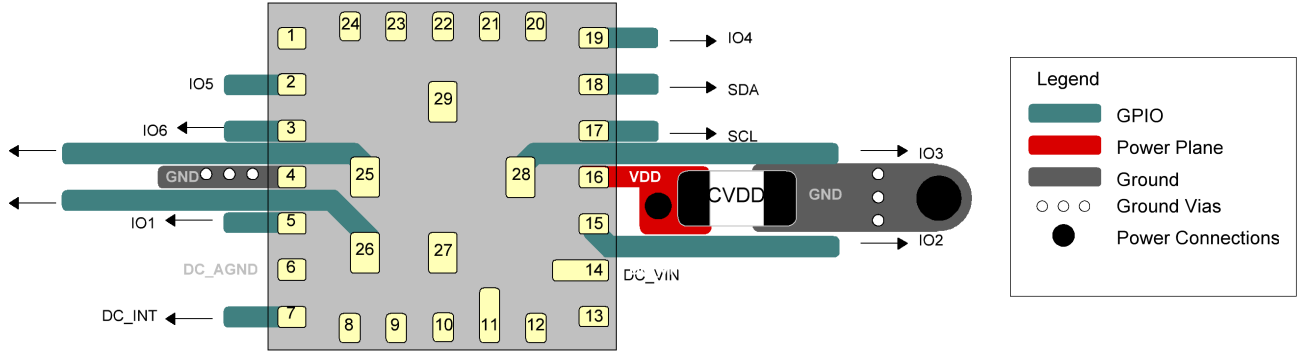 24 23 22 21 20
1 19 IO4
IO5 2 18 SDA
29
IO6 3 17 SCL
IO3
GND 4 25 28 16 VDD CVDD GND
IO1 5 15
IO2
26 27
DC_AGND 6 14 DC_VIN
DC_INT 7 13
8 9 10 11 12
Legend
GPIO
Power Plane
Ground
Ground Vias
Power Connections